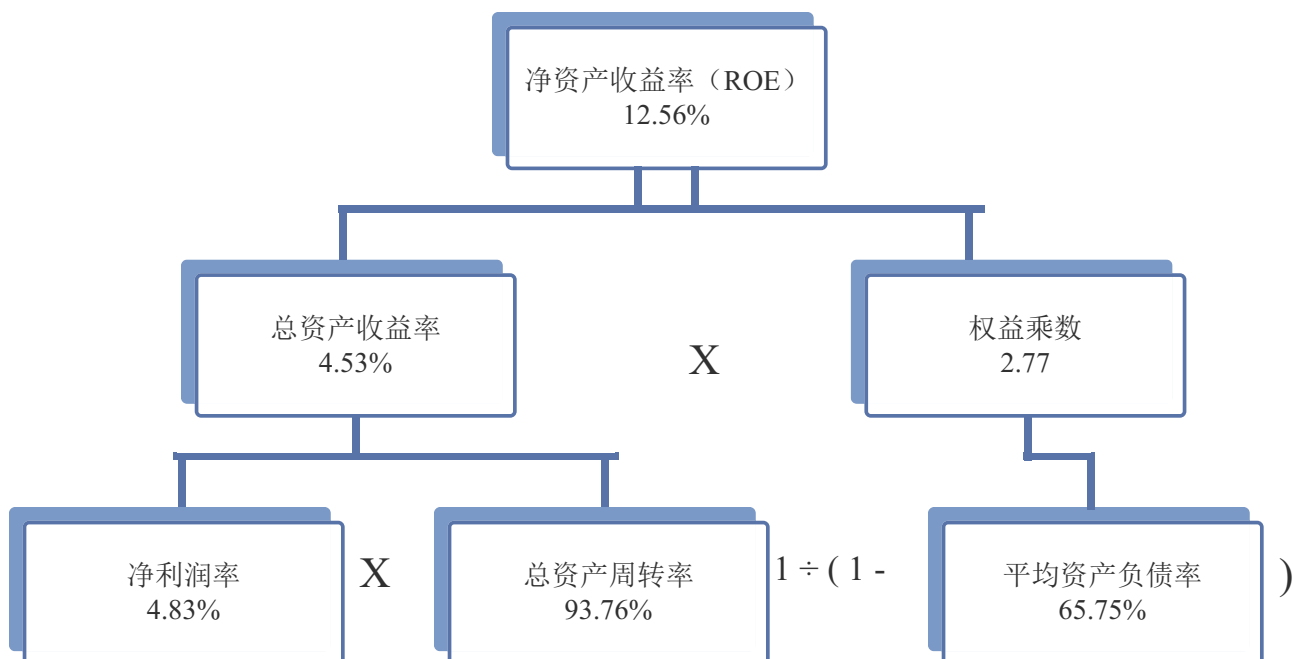 净资产收益率（ROE）
12.56%
总资产收益率
4.53%
X
权益乘数
2.77
净利润率
4.83%
X
总资产周转率
93.76%
1 ÷ ( 1 -
平均资产负债率
65.75%
)